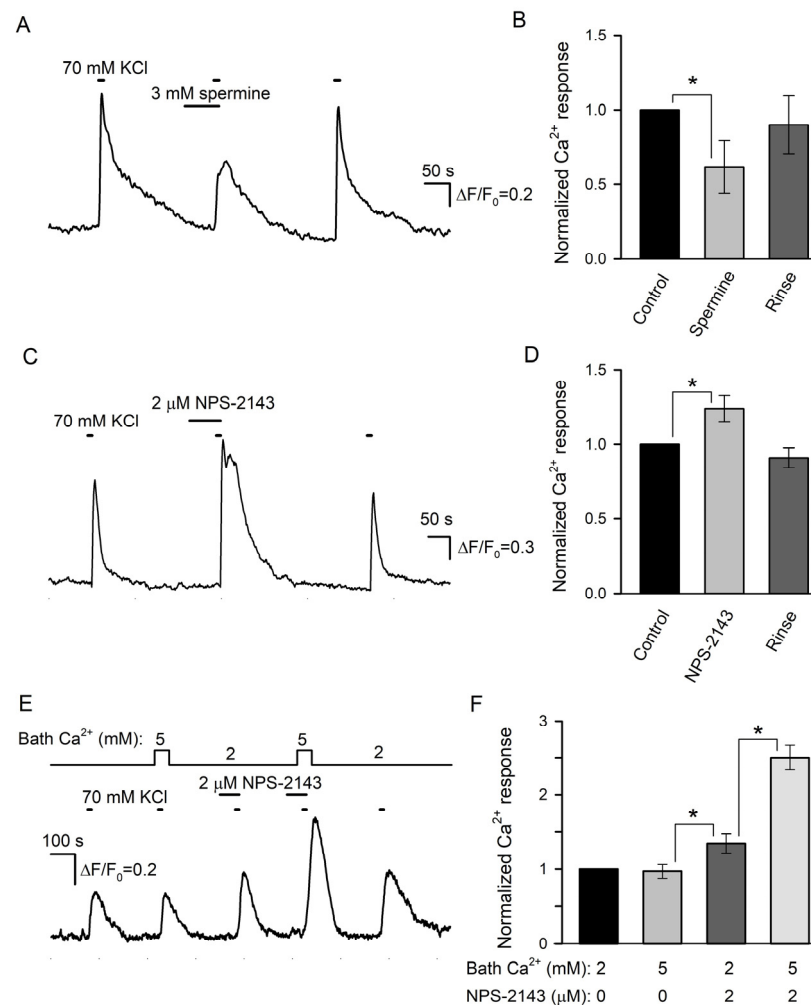 A
70 mM KCl
3 mM spermine
50 s
ΔF/F₀=0.2
B
Normalized Ca²⁺ response
1.5
1.0
0.5
0.0
*
Control
Spermine
Rinse
C
70 mM KCl
2 μM NPS-2143
50 s
ΔF/F₀=0.3
D
Normalized Ca²⁺ response
1.5
1.0
0.5
0.0
*
Control
NPS-2143
Rinse
E
Bath Ca²⁺ (mM): 5 2 5 2
2 μM NPS-2143
70 mM KCl
100 s
ΔF/F₀=0.2
F
Normalized Ca²⁺ response
3
2
1
0
*
*
Bath Ca²⁺ (mM): 2 5 2 5
NPS-2143 (μM): 0 0 2 2